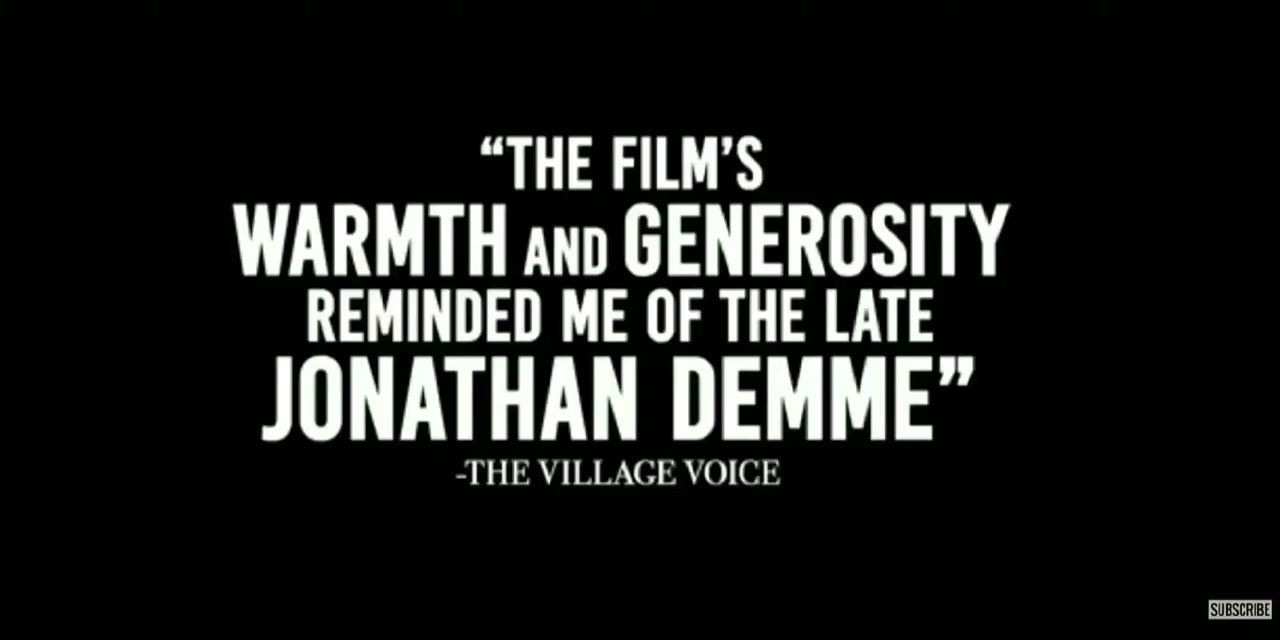 “THE FILM’S
WARMTH AND GENEROSITY
REMINDED ME OF THE LATE
JONATHAN DEMME”
-THE VILLAGE VOICE
SUBSCRIBE